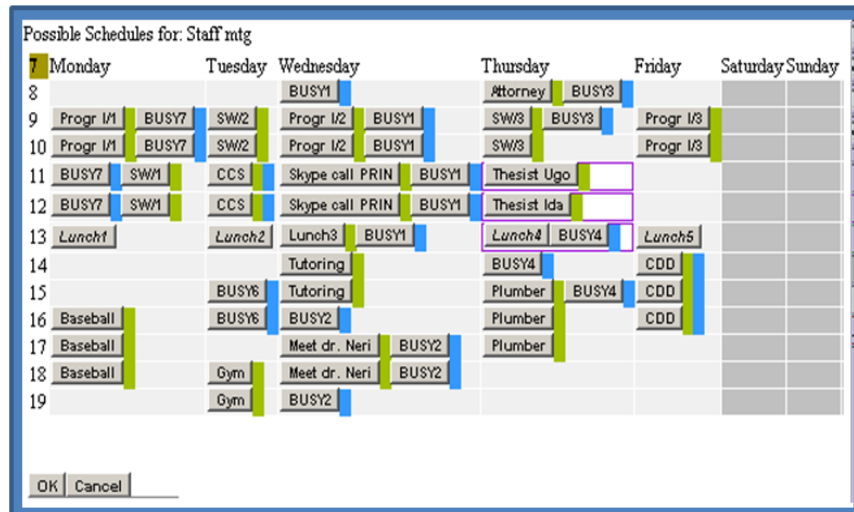 Possible Schedules for: Staff mtg
7 Monday Tuesday Wednesday Thursday Friday Saturday Sunday
8 BUSY1 Attorney BUSY3
9 Progr I/1 BUSY7 SW/2 Progr I/2 BUSY1 SW/3 BUSY3 Progr I/3
10 Progr I/1 BUSY7 SW/2 Progr I/2 BUSY1 SW/3 Progr I/3
11 BUSY7 SW/1 CCS Skype call PRIN BUSY1 Thesist Ugo
12 BUSY7 SW/1 CCS Skype call PRIN BUSY1 Thesist Ida
13 Lunch1 Lunch2 Lunch3 BUSY1 Lunch4 BUSY4 Lunch5
14 Tutoring BUSY4 CDD
15 BUSY6 Tutoring Plumber BUSY4 CDD
16 Baseball BUSY6 BUSY2 Plumber CDD
17 Baseball Meet dr. Neri BUSY2 Plumber
18 Baseball Gym Meet dr. Neri BUSY2
19 Gym BUSY2
OK Cancel